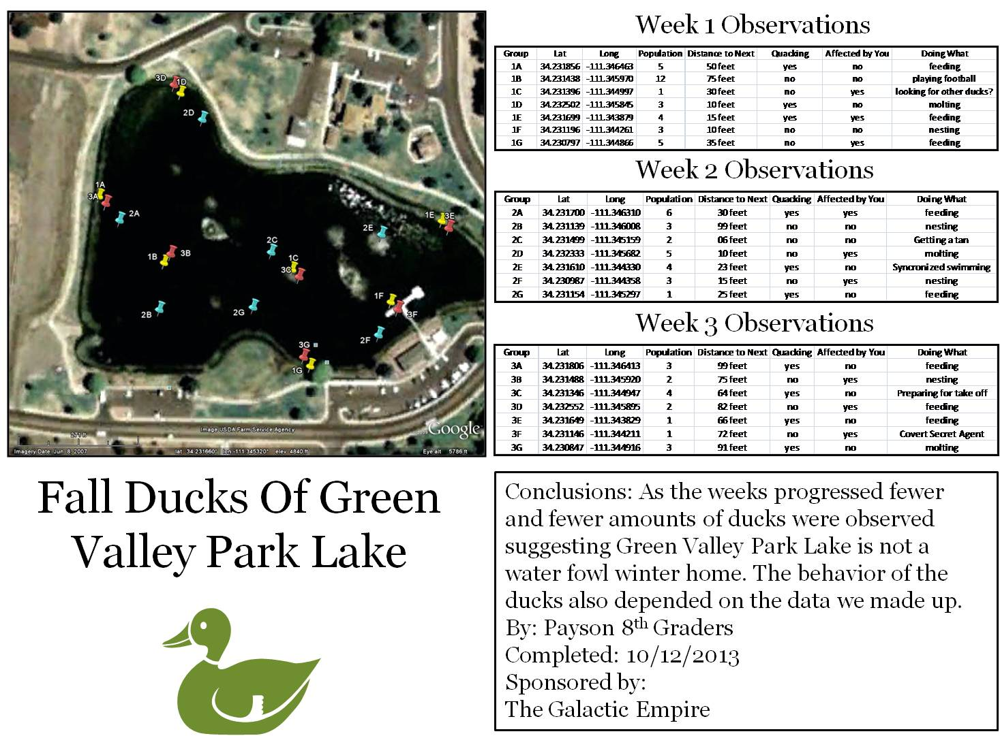 3D
1D
2D
1A
3A
2A
1E 3E
2E
2C
1B
3B
1C
3C
1F
3F
2B
2G
2F
3G
1G
Image USDA Farm Service Agency
Google
271 ft
Imagery Date Jun 8, 2007
lat 34.231660° lon -111.345320° elev 4840 ft
Eye alt 5786 ft
Week 1 Observations
Group Lat Long Population Distance to Next Quacking Affected by You Doing What
1A 34.231856 -111.346463 5 50 feet yes no feeding
1B 34.231438 -111.345970 12 75 feet no no playing football
1C 34.231396 -111.344997 1 30 feet no yes looking for other ducks?
1D 34.232502 -111.345845 3 10 feet yes no molting
1E 34.231699 -111.343879 4 15 feet yes yes feeding
1F 34.231196 -111.344261 3 10 feet no no nesting
1G 34.230797 -111.344866 5 35 feet no yes feeding
Week 2 Observations
Group Lat Long Population Distance to Next Quacking Affected by You Doing What
2A 34.231700 -111.346310 6 30 feet yes yes feeding
2B 34.231139 -111.346008 3 99 feet no no nesting
2C 34.231499 -111.345159 2 06 feet no no Getting a tan
2D 34.232333 -111.345682 5 10 feet no yes molting
2E 34.231610 -111.344330 4 23 feet yes no Syncronized swimming
2F 34.230987 -111.344358 3 15 feet no yes nesting
2G 34.231154 -111.345297 1 25 feet yes no feeding
Week 3 Observations
Group Lat Long Population Distance to Next Quacking Affected by You Doing What
3A 34.231806 -111.346413 3 99 feet yes no feeding
3B 34.231488 -111.345920 2 75 feet no yes nesting
3C 34.231346 -111.344947 4 64 feet yes no Preparing for take off
3D 34.232552 -111.345895 2 82 feet no yes feeding
3E 34.231649 -111.343829 1 66 feet yes no feeding
3F 34.231146 -111.344211 1 72 feet no yes Covert Secret Agent
3G 34.230847 -111.344916 3 91 feet yes no molting
Fall Ducks Of Green
Valley Park Lake
Conclusions: As the weeks progressed fewer
and fewer amounts of ducks were observed
suggesting Green Valley Park Lake is not a
water fowl winter home. The behavior of the
ducks also depended on the data we made up.
By: Payson 8th Graders
Completed: 10/12/2013
Sponsored by:
The Galactic Empire